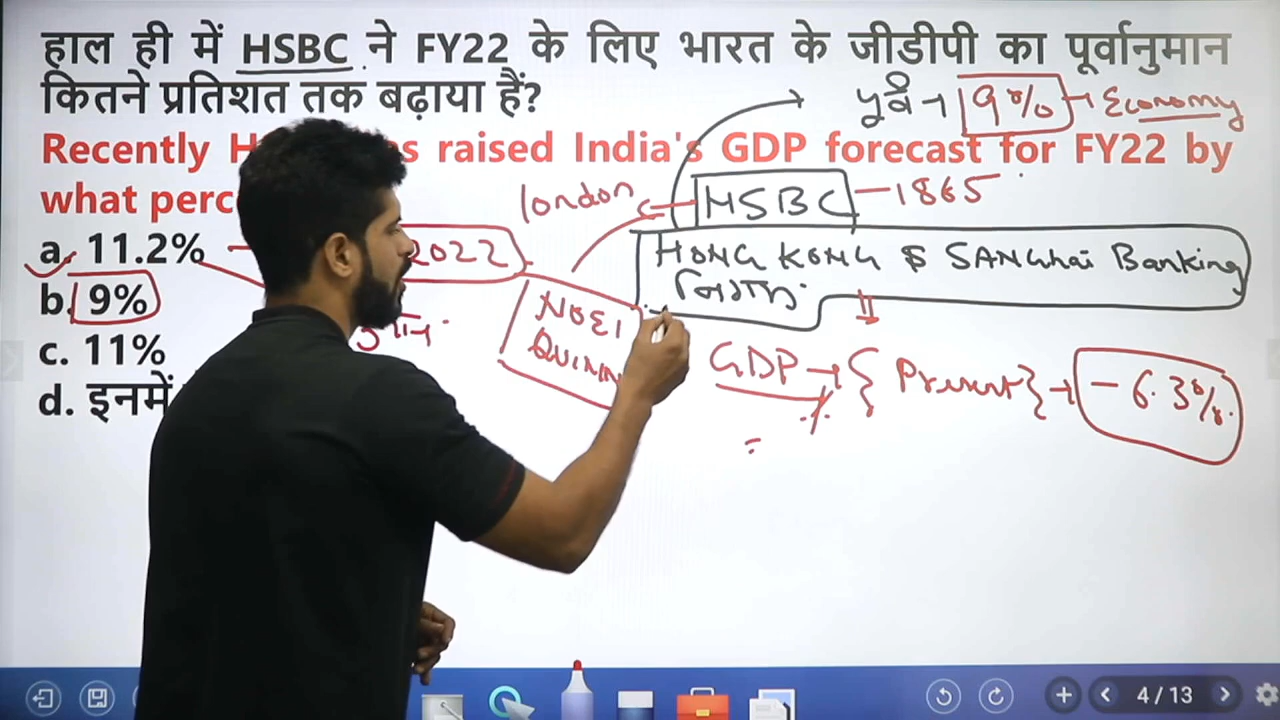 हाल ही में HSBC ने FY22 के लिए भारत के जीडीपी का पूर्वानुमान
कितने प्रतिशत तक बढ़ाया हैं?
पूर्व → 9% → Economy
Recently H s raised India's GDP forecast for FY22 by
what perc
london
HSBC - 1865
a. 11.2%
2022
HONG KONG & SANGhai Banking
b. 9%
NOEl
QUINN
c. 11%
GDP → { Present } → -6.3%
d. इनमें
4 / 13